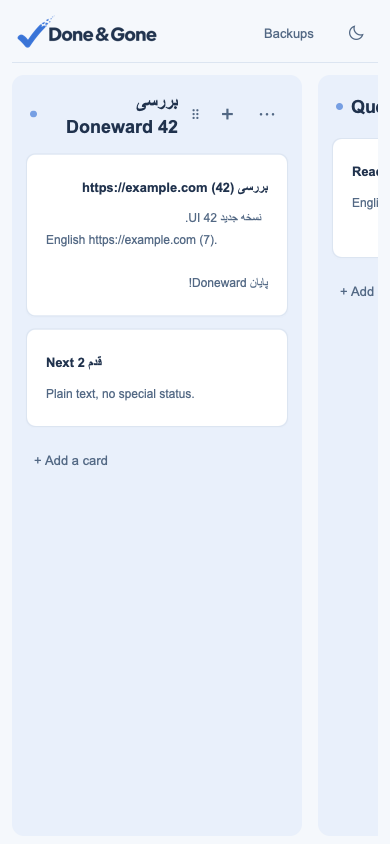 Done & Gone
Backups
بررسی
Doneward 42
بررسی https://example.com (42)
نسخه جدید UI 42.
English https://example.com (7).
پایان Doneward!
Next 2 قدم
Plain text, no special status.
+ Add a card
+ Add